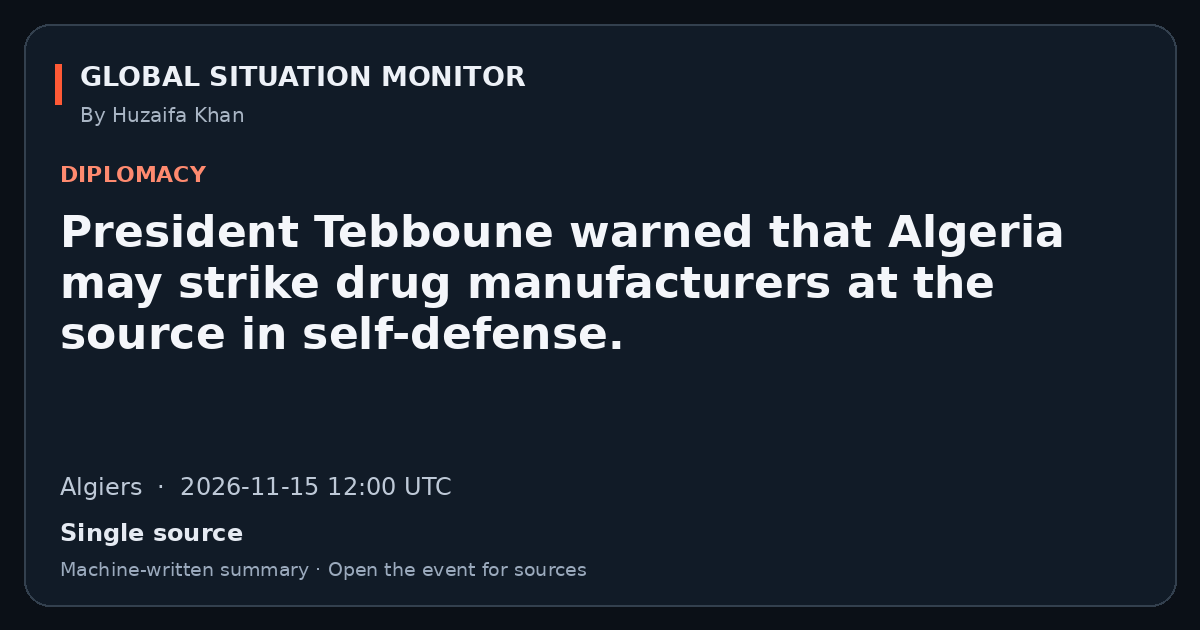 GLOBAL SITUATION MONITOR
By Huzaifa Khan
DIPLOMACY
President Tebboune warned that Algeria
may strike drug manufacturers at the
source in self-defense.
Algiers · 2026-11-15 12:00 UTC
Single source
Machine-written summary · Open the event for sources